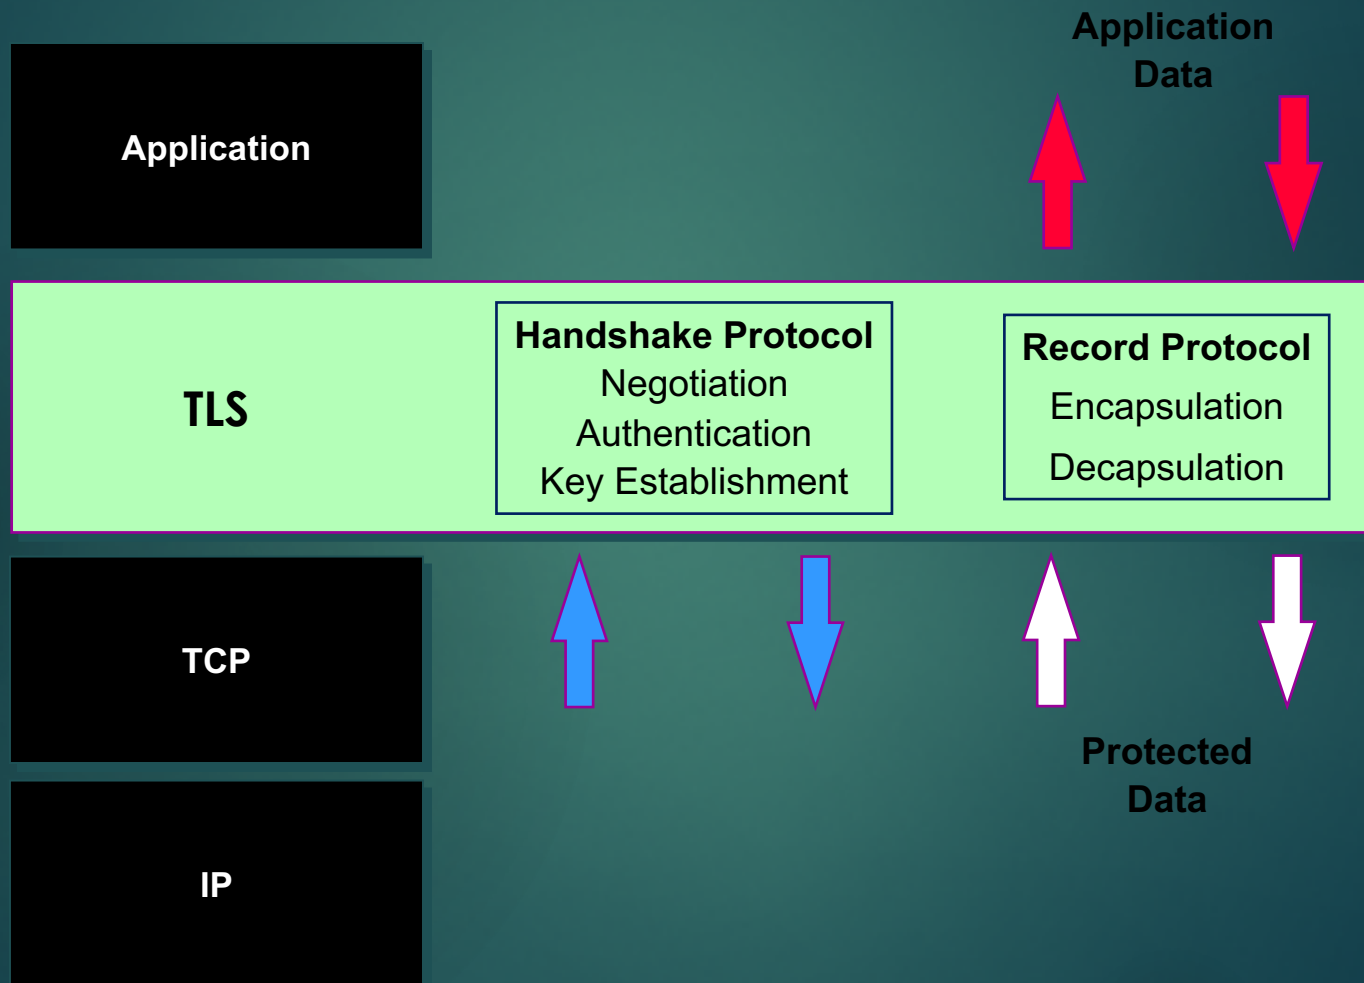 Application
Data
Application
TLS
Handshake Protocol
Negotiation
Authentication
Key Establishment
Record Protocol
Encapsulation
Decapsulation
TCP
Protected
Data
IP